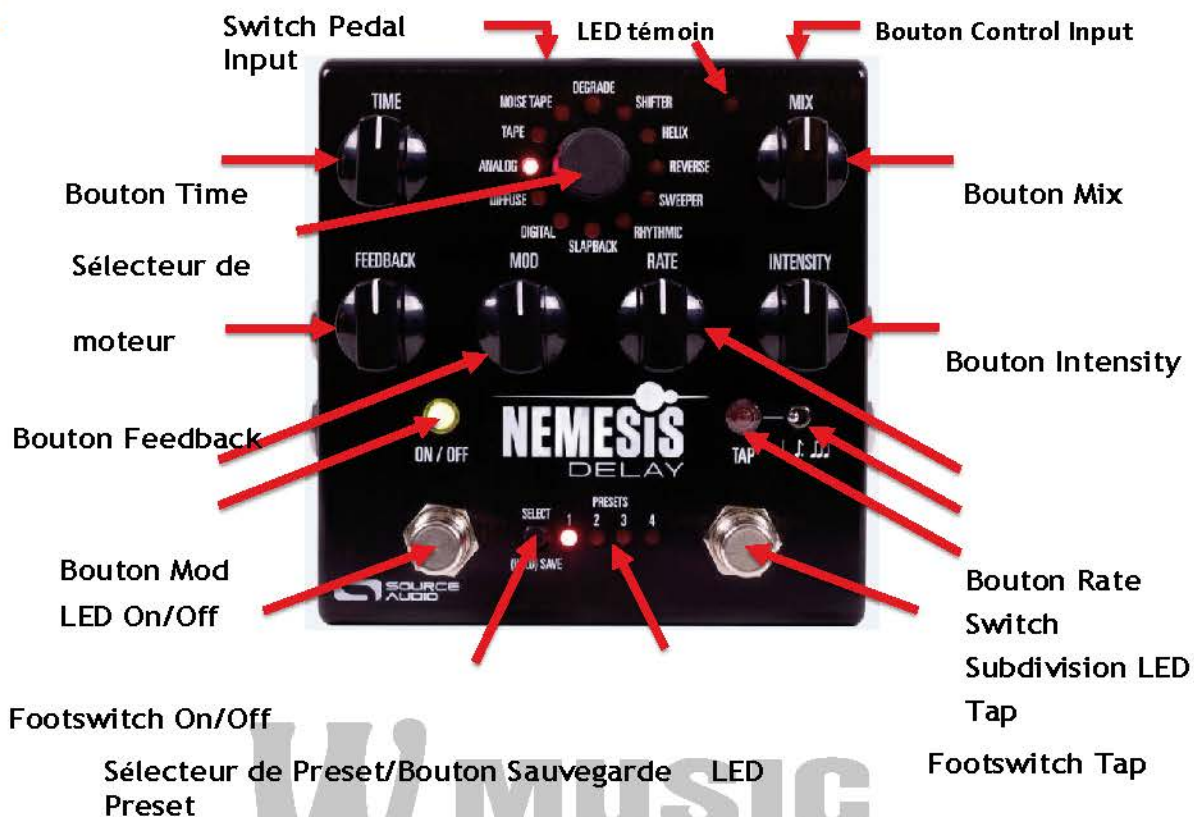 Switch Pedal
Input
LED témoin
Bouton Control Input
TIME
NOISE TAPE
DEGRADE
SHIFTER
MIX
TAPE
HELIX
ANALOG
REVERSE
Bouton Time
DIFFUSE
SWEEPER
Bouton Mix
DIGITAL
SLAPBACK
RHYTHMIC
Sélecteur de
moteur
FEEDBACK
MOD
RATE
INTENSITY
Bouton Intensity
Bouton Feedback
ON / OFF
NEMESIS
DELAY
TAP
PRESETS
SELECT
1 2 3 4
(HOLD) SAVE
SOURCE
AUDIO
Bouton Mod
LED On/Off
Bouton Rate
Switch
Subdivision LED
Tap
Footswitch On/Off
Sélecteur de Preset/Bouton Sauvegarde LED
Preset
Footswitch Tap
MUSIC